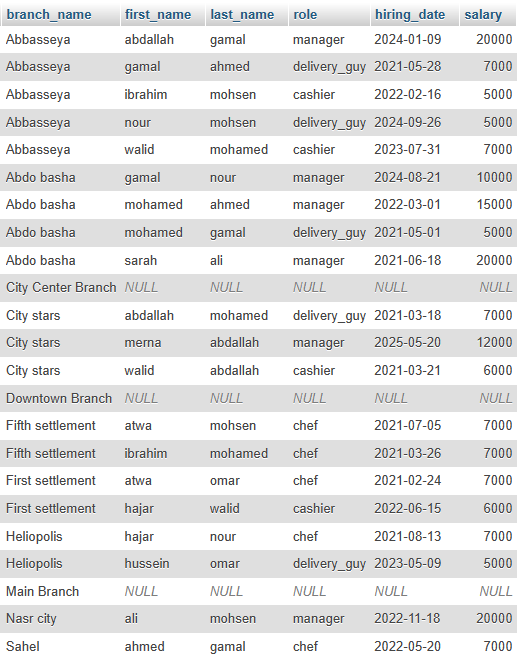 branch_name first_name last_name role hiring_date salary
Abbasseya abdallah gamal manager 2024-01-09 20000
Abbasseya gamal ahmed delivery_guy 2021-05-28 7000
Abbasseya ibrahim mohsen cashier 2022-02-16 5000
Abbasseya nour mohsen delivery_guy 2024-09-26 5000
Abbasseya walid mohamed cashier 2023-07-31 7000
Abdo basha gamal nour manager 2024-08-21 10000
Abdo basha mohamed ahmed manager 2022-03-01 15000
Abdo basha mohamed gamal delivery_guy 2021-05-01 5000
Abdo basha sarah ali manager 2021-06-18 20000
City Center Branch NULL NULL NULL NULL NULL
City stars abdallah mohamed delivery_guy 2021-03-18 7000
City stars merna abdallah manager 2025-05-20 12000
City stars walid abdallah cashier 2021-03-21 6000
Downtown Branch NULL NULL NULL NULL NULL
Fifth settlement atwa mohsen chef 2021-07-05 7000
Fifth settlement ibrahim mohamed chef 2021-03-26 7000
First settlement atwa omar chef 2021-02-24 7000
First settlement hajar walid cashier 2022-06-15 6000
Heliopolis hajar nour chef 2021-08-13 7000
Heliopolis hussein omar delivery_guy 2023-05-09 5000
Main Branch NULL NULL NULL NULL NULL
Nasr city ali mohsen manager 2022-11-18 20000
Sahel ahmed gamal chef 2022-05-20 7000